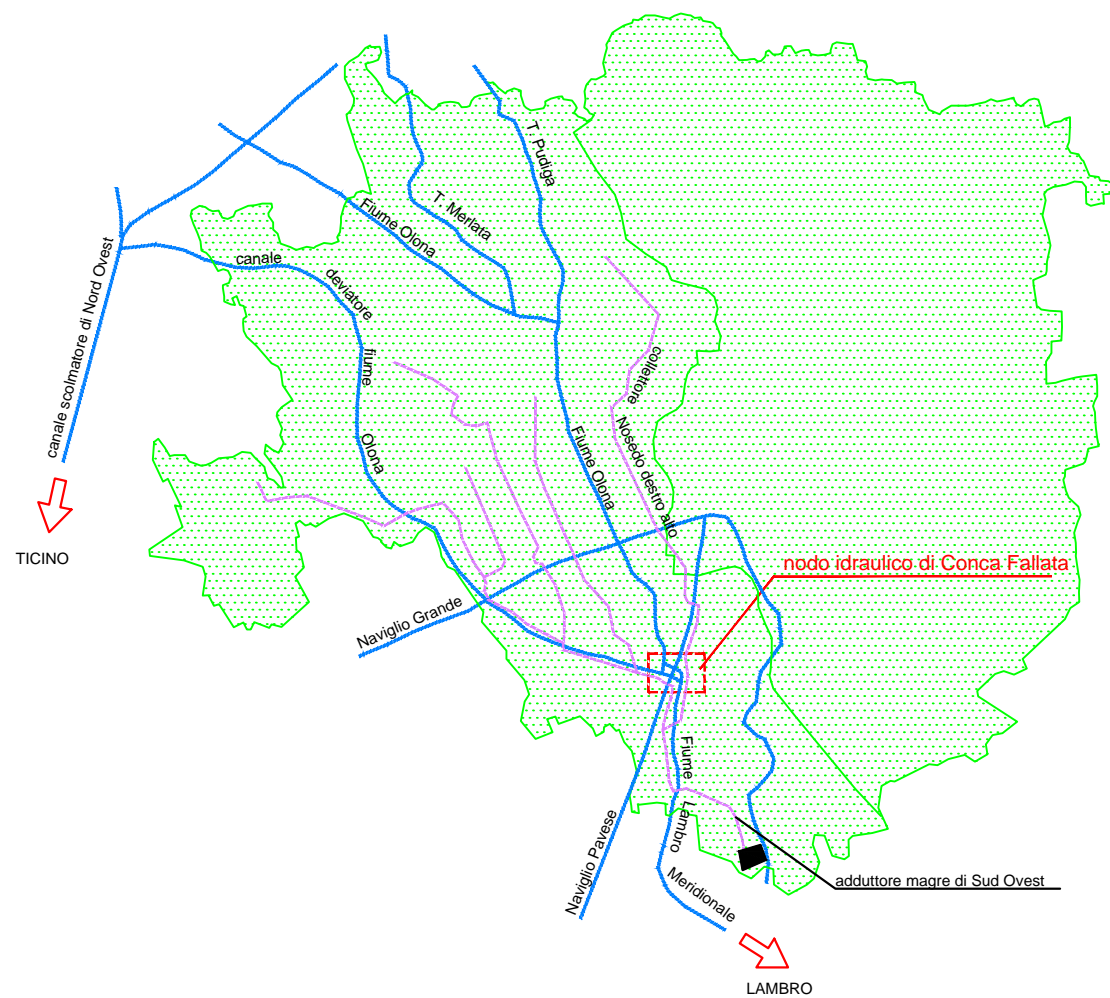 T. Pudiga
T. Merlata
Fiume Olona
canale scolmatore di Nord Ovest
canale
deviatore
fiume
Olona
collettore
Nosedo destro alto
Fiume Olona
TICINO
nodo idraulico di Conca Fallata
Naviglio Grande
Fiume
Lambro
Meridionale
Naviglio Pavese
adduttore magre di Sud Ovest
LAMBRO